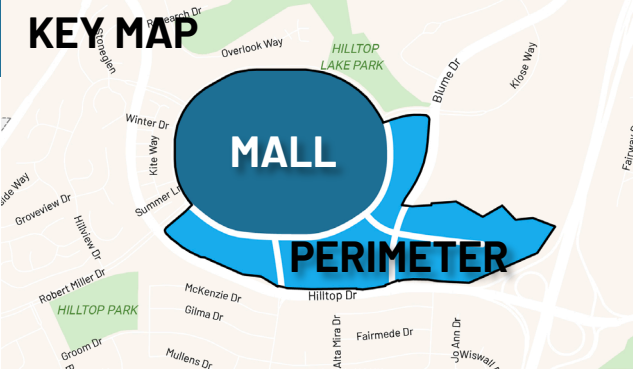 KEY MAP
Research Dr
Stoneglen
Overlook Way
HILLTOP
LAKE PARK
Blume Dr
Klose Way
Winter Dr
Kite Way
MALL
Fairway
Summer Ln
Groveview Dr
Hillview Dr
PERIMETER
Robert Miller Dr
HILLTOP PARK
McKenzie Dr
Hilltop Dr
Gilma Dr
Alta Mira Dr
Fairmede Dr
Jo Ann Dr
Groom Dr
Mullens Dr